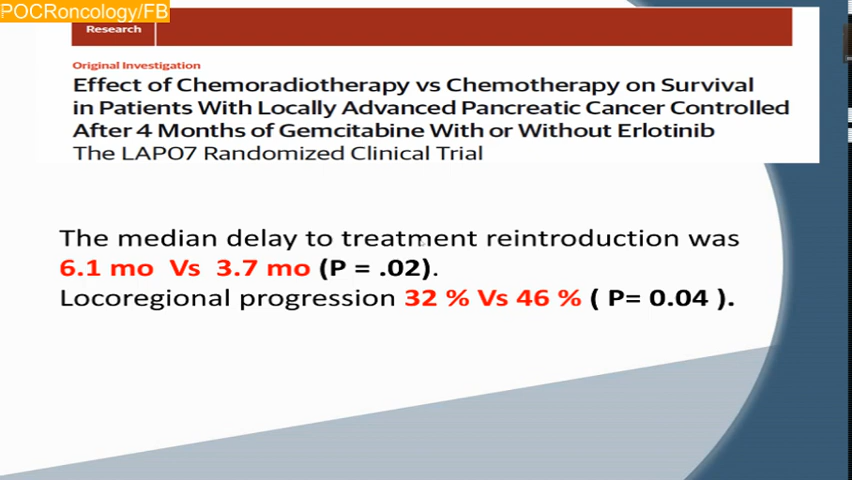 POCRoncology/FB
Research
Original Investigation
Effect of Chemoradiotherapy vs Chemotherapy on Survival
in Patients With Locally Advanced Pancreatic Cancer Controlled
After 4 Months of Gemcitabine With or Without Erlotinib
The LAP07 Randomized Clinical Trial
The median delay to treatment reintroduction was
6.1 mo Vs 3.7 mo (P = .02).
Locoregional progression 32 % Vs 46 % ( P= 0.04 ).